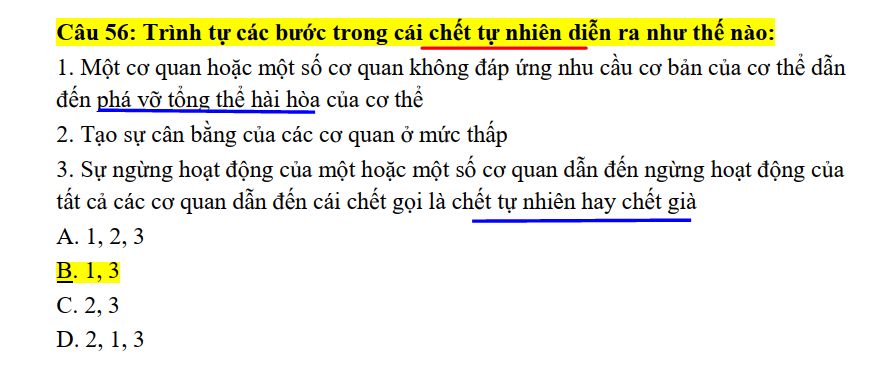 Câu 56: Trình tự các bước trong cái chết tự nhiên diễn ra như thế nào:
1. Một cơ quan hoặc một số cơ quan không đáp ứng nhu cầu cơ bản của cơ thể dẫn
đến phá vỡ tổng thể hài hòa của cơ thể
2. Tạo sự cân bằng của các cơ quan ở mức thấp
3. Sự ngừng hoạt động của một hoặc một số cơ quan dẫn đến ngừng hoạt động của
tất cả các cơ quan dẫn đến cái chết gọi là chết tự nhiên hay chết già
A. 1, 2, 3
B. 1, 3
C. 2, 3
D. 2, 1, 3